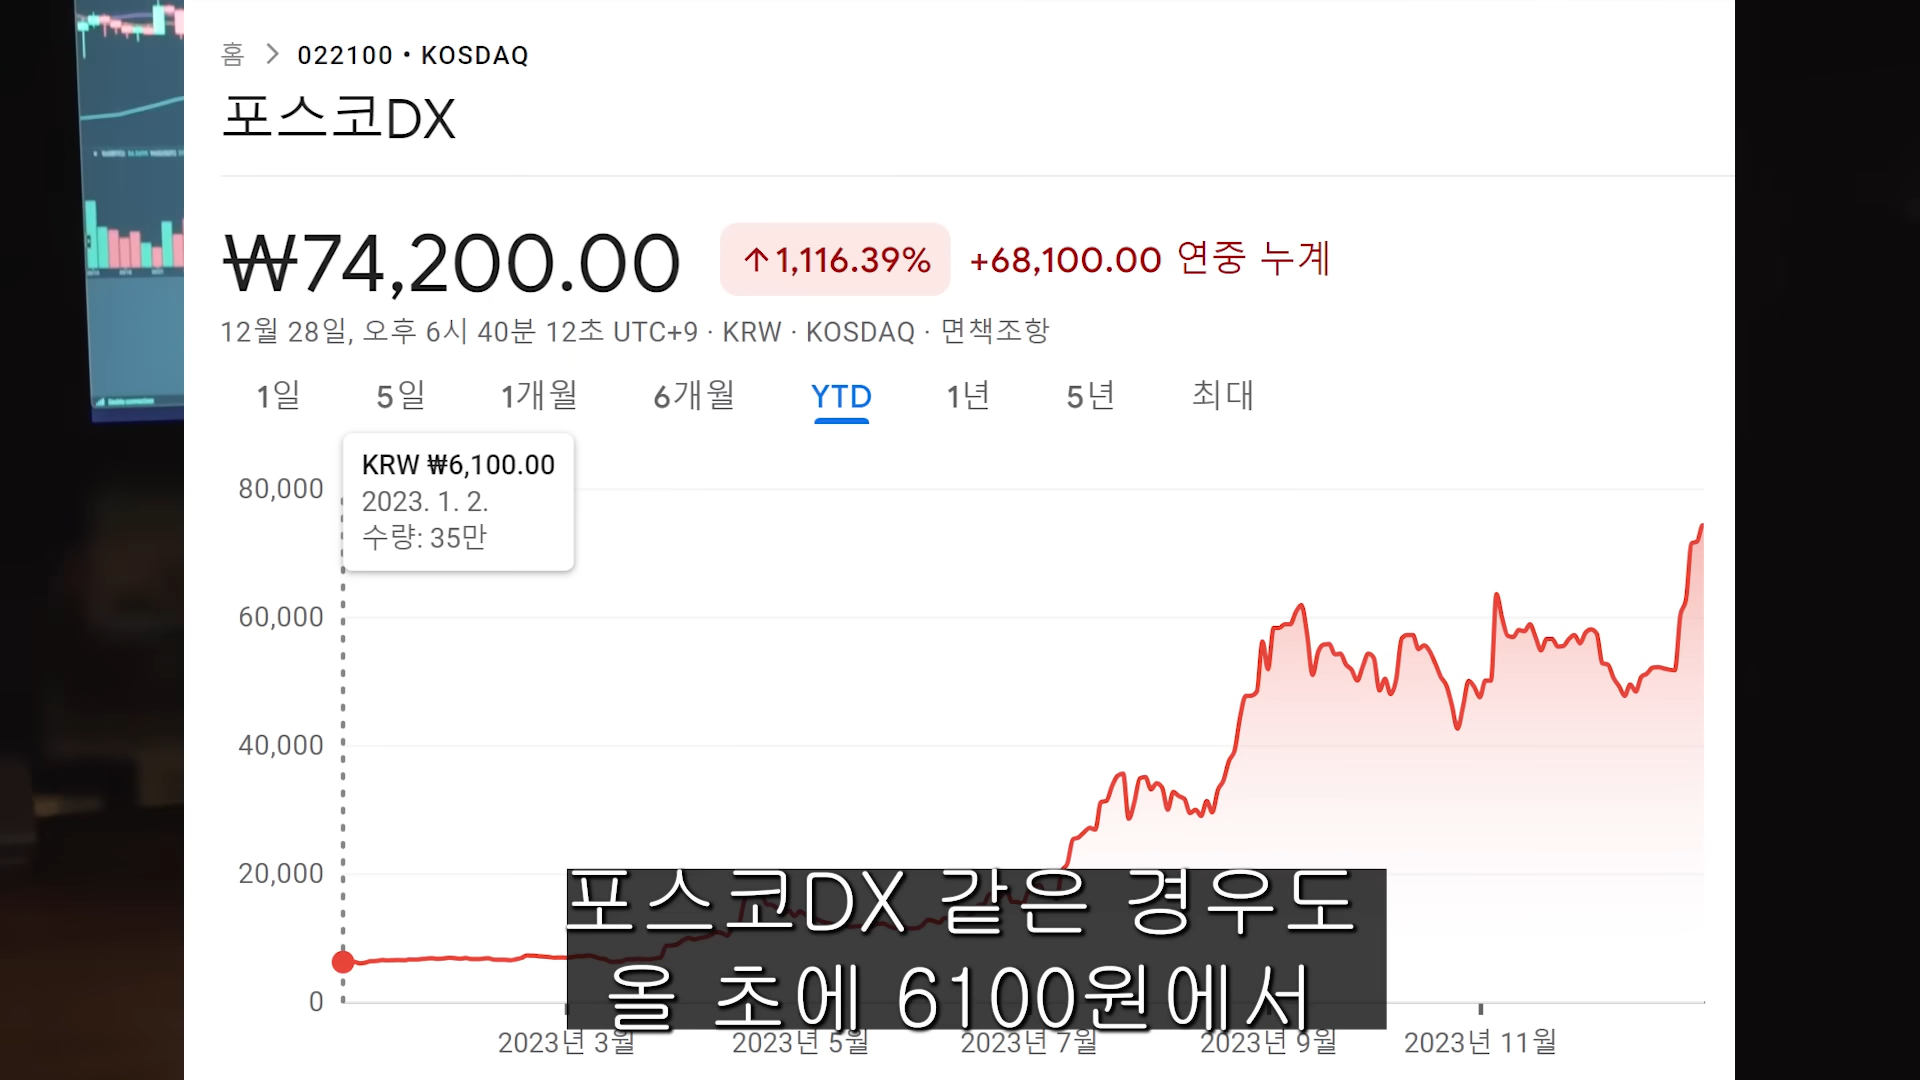 홈 > 022100 • KOSDAQ
포스코DX
₩74,200.00 ↑1,116.39% +68,100.00 연중 누계
12월 28일, 오후 6시 40분 12초 UTC+9 · KRW · KOSDAQ · 면책조항
1일 5일 1개월 6개월 YTD 1년 5년 최대
KRW ₩6,100.00
2023. 1. 2.
수량: 35만
80,000
60,000
40,000
20,000
0
포스코DX 같은 경우도
올 초에 6100원에서
2023년 3월 2023년 5월 2023년 7월 2023년 9월 2023년 11월